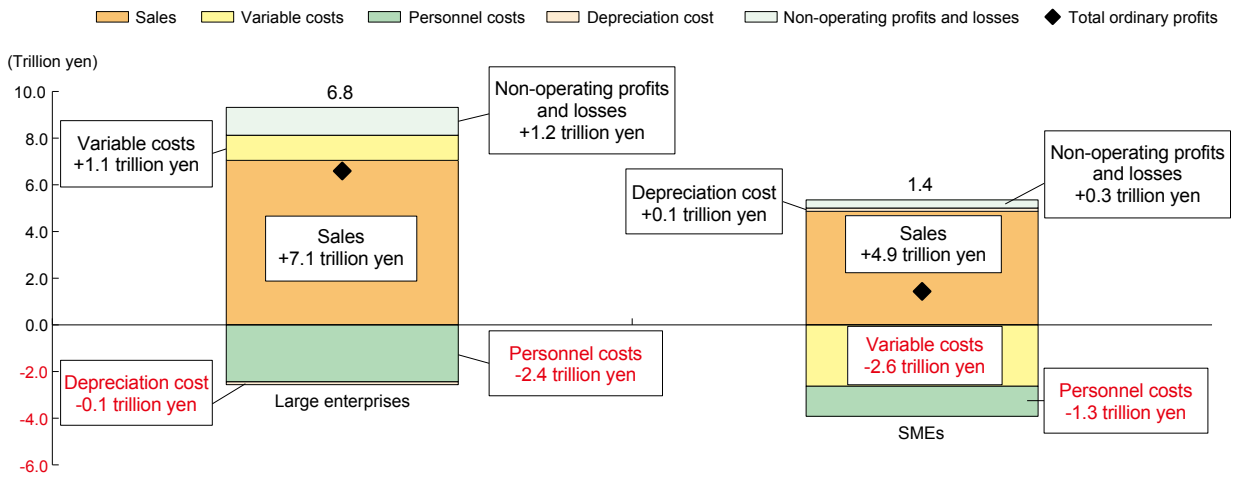 Sales
Variable costs
Personnel costs
Depreciation cost
Non-operating profits and losses
Total ordinary profits
(Trillion yen)
10.0
8.0
6.0
4.0
2.0
0.0
-2.0
-4.0
-6.0
6.8
Non-operating profits
and losses
+1.2 trillion yen
Variable costs
+1.1 trillion yen
Sales
+7.1 trillion yen
Personnel costs
-2.4 trillion yen
Depreciation cost
-0.1 trillion yen
Large enterprises
1.4
Non-operating profits
and losses
+0.3 trillion yen
Depreciation cost
+0.1 trillion yen
Sales
+4.9 trillion yen
Variable costs
-2.6 trillion yen
Personnel costs
-1.3 trillion yen
SMEs